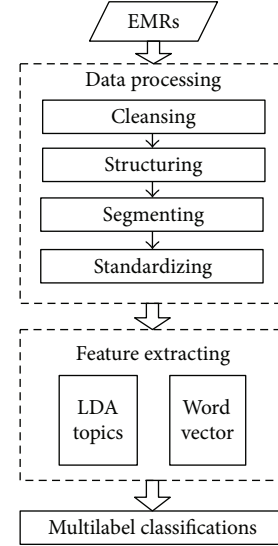 EMRs
Data processing
Cleansing
Structuring
Segmenting
Standardizing
Feature extracting
LDA
topics
Word
vector
Multilabel classifications